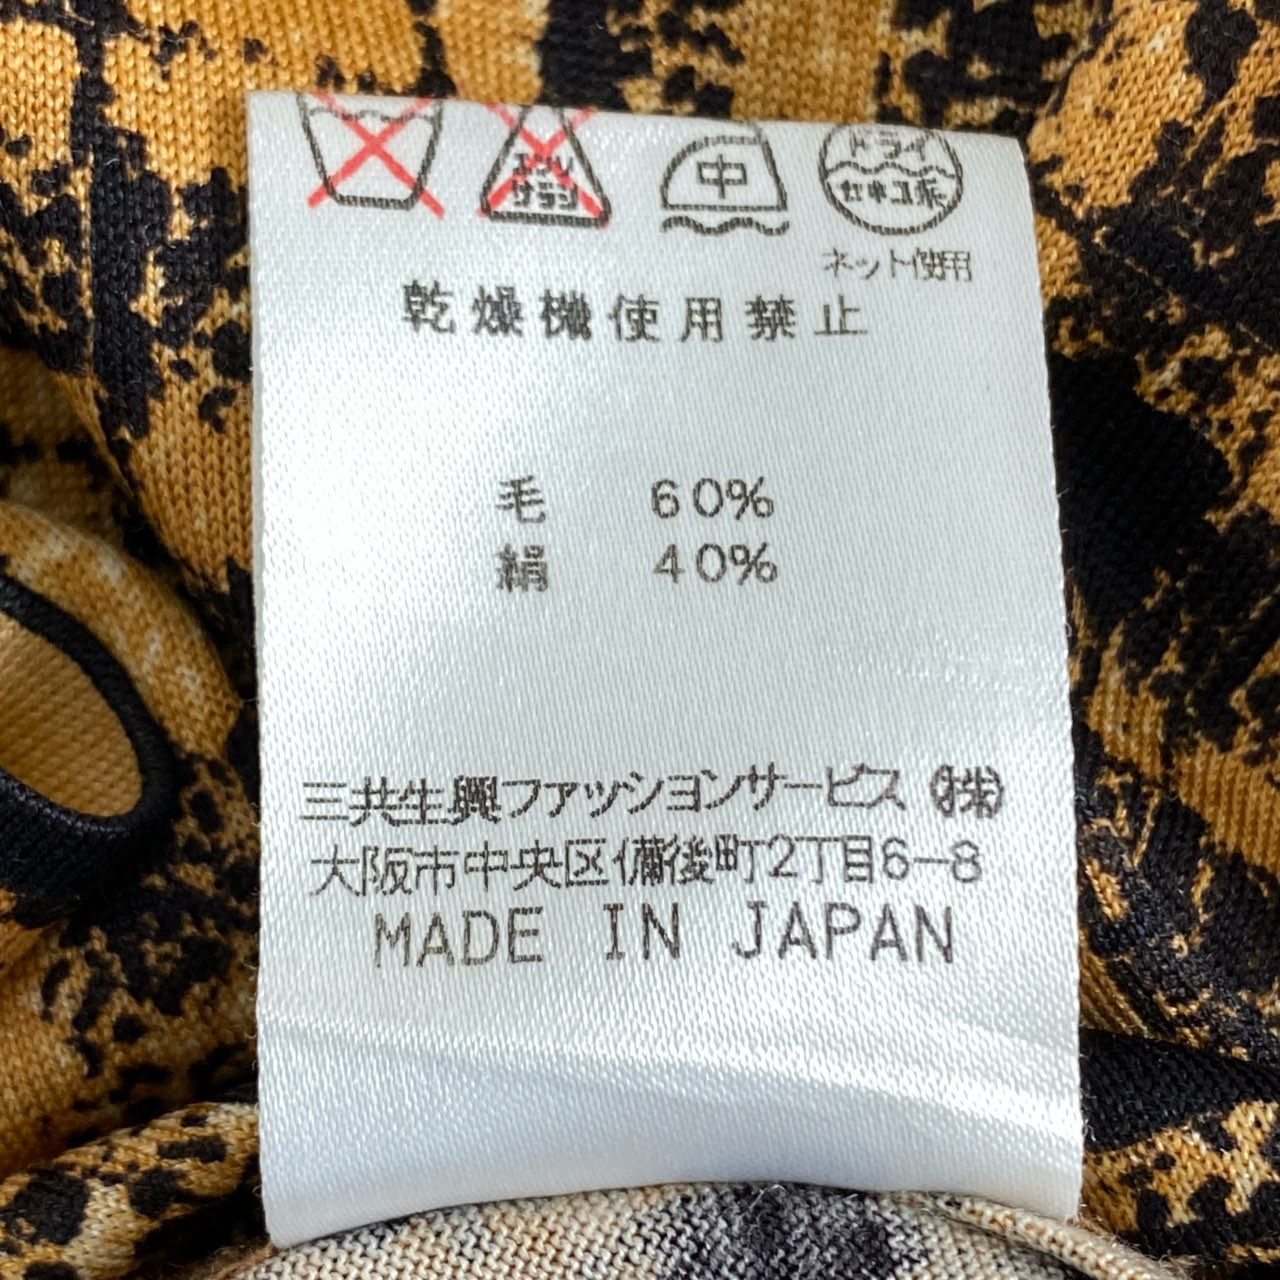 エンソ
サラシ
中
ドライ
セキユ系
ネット使用
乾燥機使用禁止
毛 60%
絹 40%
三共生興ファッションサービス(株)
大阪市中央区備後町2丁目6-8
MADE IN JAPAN